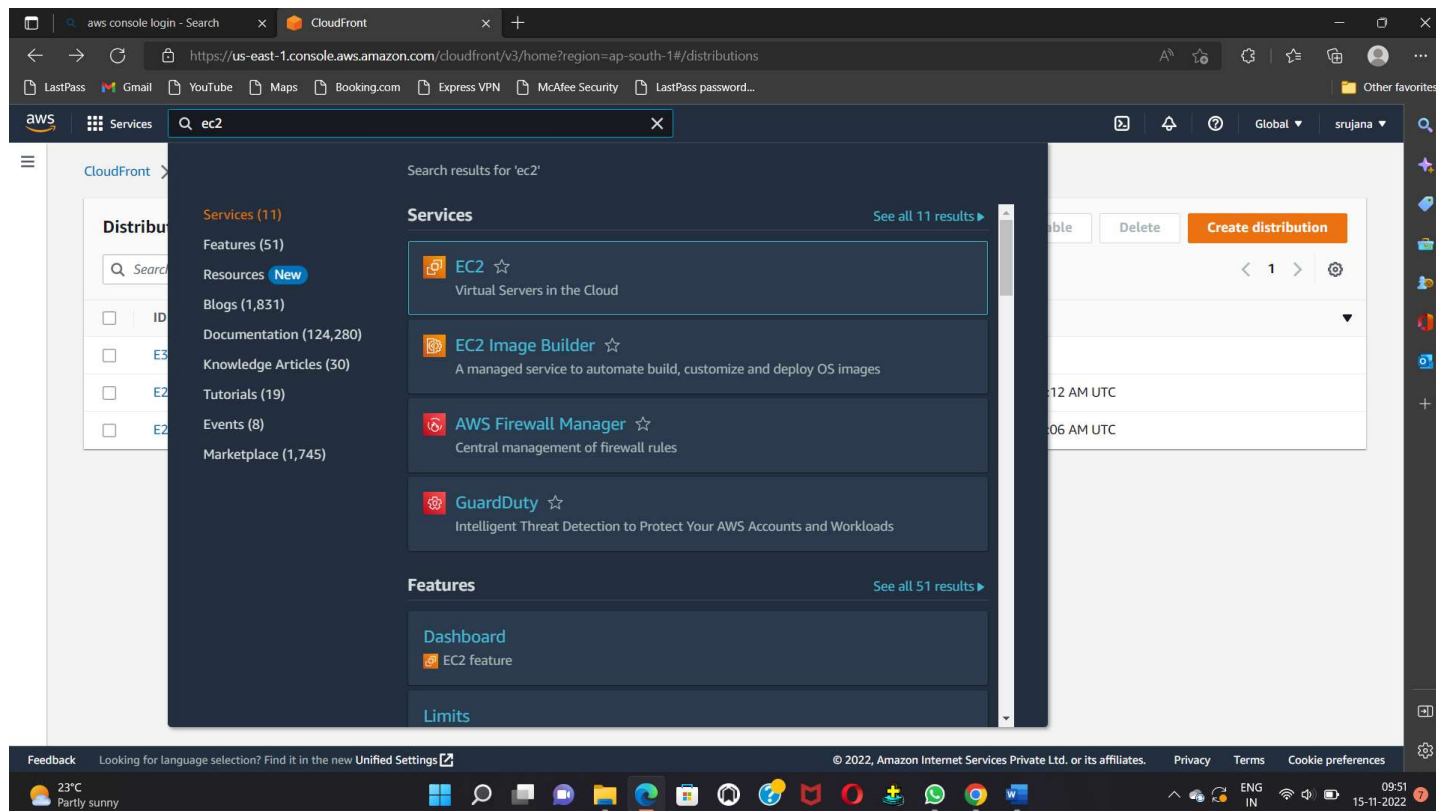 aws console login - Search
CloudFront
https://us-east-1.console.aws.amazon.com/cloudfront/v3/home?region=ap-south-1#/distributions
LastPass Gmail YouTube Maps Booking.com Express VPN McAfee Security LastPass password... Other favorites
aws Services ec2 Global srujana
CloudFront
Search results for 'ec2'
Services (11)
Features (51)
Resources New
Blogs (1,831)
Documentation (124,280)
Knowledge Articles (30)
Tutorials (19)
Events (8)
Marketplace (1,745)
Services See all 11 results
EC2
Virtual Servers in the Cloud
EC2 Image Builder
A managed service to automate build, customize and deploy OS images
AWS Firewall Manager
Central management of firewall rules
GuardDuty
Intelligent Threat Detection to Protect Your AWS Accounts and Workloads
Features See all 51 results
Dashboard
EC2 feature
Limits
Distribu
Delete Create distribution
Search
1
ID
E3
E2 :12 AM UTC
E2 :06 AM UTC
Feedback Looking for language selection? Find it in the new Unified Settings © 2022, Amazon Internet Services Private Ltd. or its affiliates. Privacy Terms Cookie preferences
23°C
Partly sunny
ENG
IN
09:51
15-11-2022
7